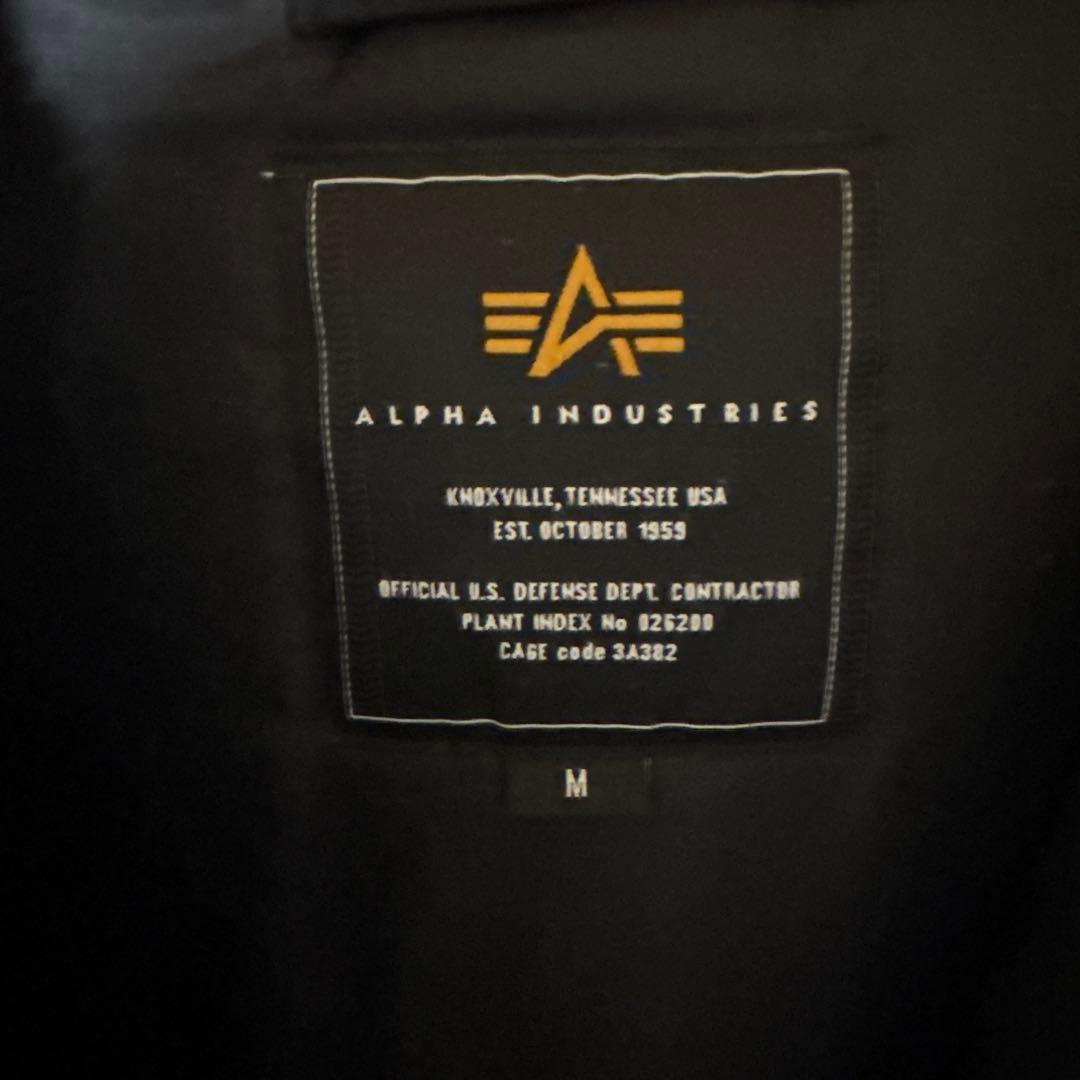 ALPHA INDUSTRIES
KNOXVILLE, TENNESSEE USA
EST. OCTOBER 1959
OFFICIAL U.S. DEFENSE DEPT. CONTRACTOR
PLANT INDEX No 026200
CAGE code 3A382
M